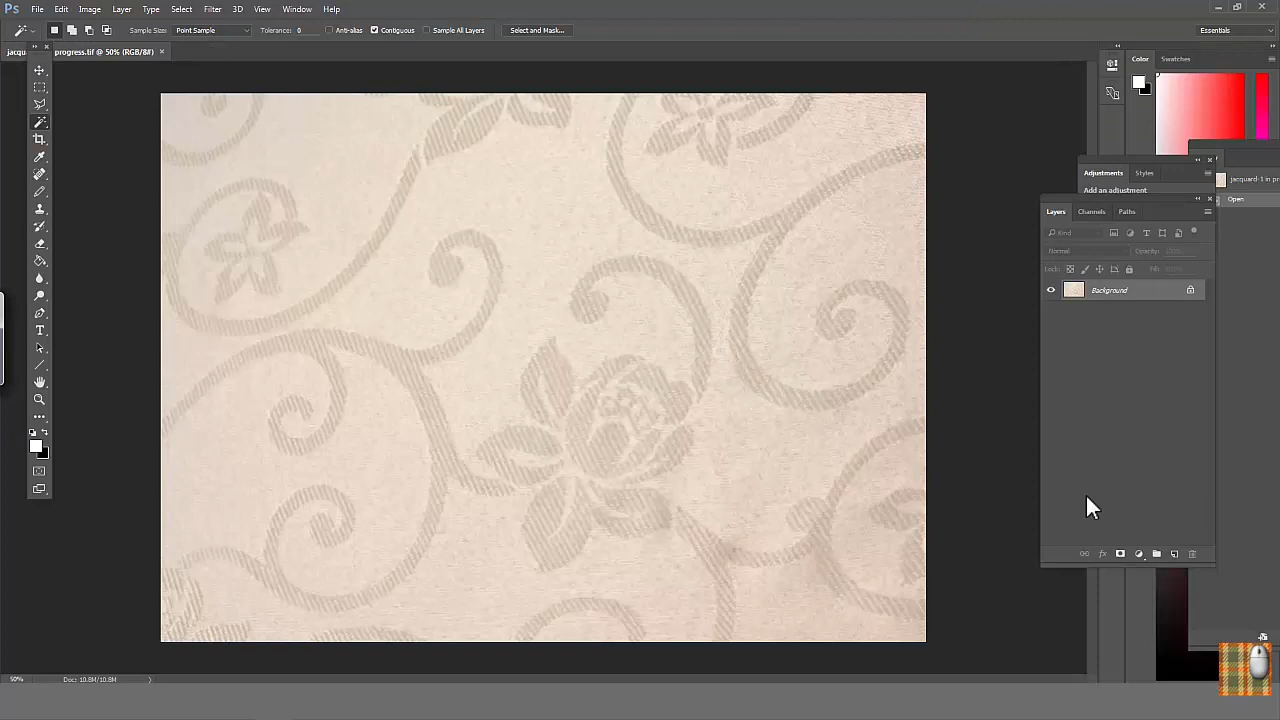 Ps File Edit Image Layer Type Select Filter 3D View Window Help
Sample Size: Point Sample Tolerance: 0 Anti-alias Contiguous Sample All Layers Select and Mask... Essentials
jacqu progress.tif @ 50% (RGB/8#) ×
Color Swatches
Adjustments Styles
Add an adjustment
jacquard-1 in pr
Open
Layers Channels Paths
Kind
Normal Opacity:
Lock: Fill:
Background
50% Doc: 10.8M/10.8M